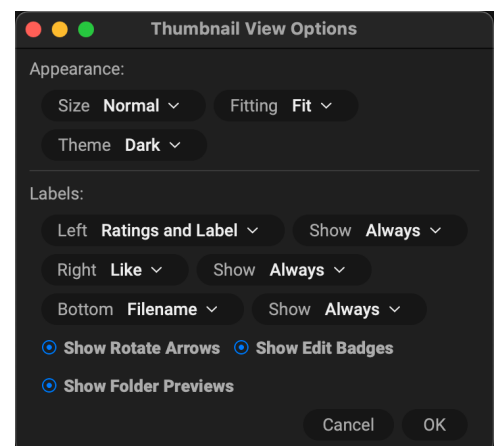 Thumbnail View Options
Appearance:
Size Normal Fitting Fit
Theme Dark
Labels:
Left Ratings and Label Show Always
Right Like Show Always
Bottom Filename Show Always
Show Rotate Arrows Show Edit Badges
Show Folder Previews
Cancel OK